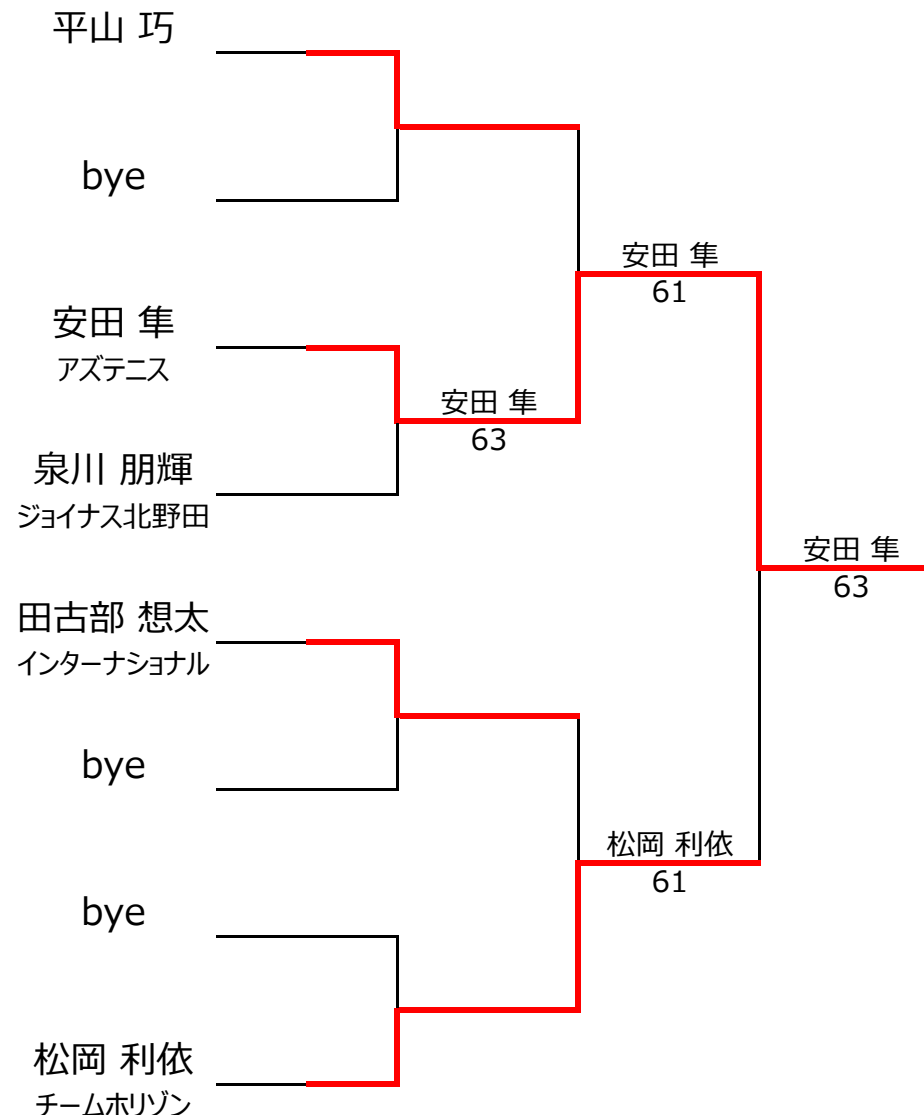 平山 巧
bye
安田 隼
アズテニス
泉川 朋輝
ジョイナス北野田
田古部 想太
インターナショナル
bye
bye
松岡 利依
チームホリゾン
安田 隼
63
安田 隼
61
松岡 利依
61
安田 隼
63